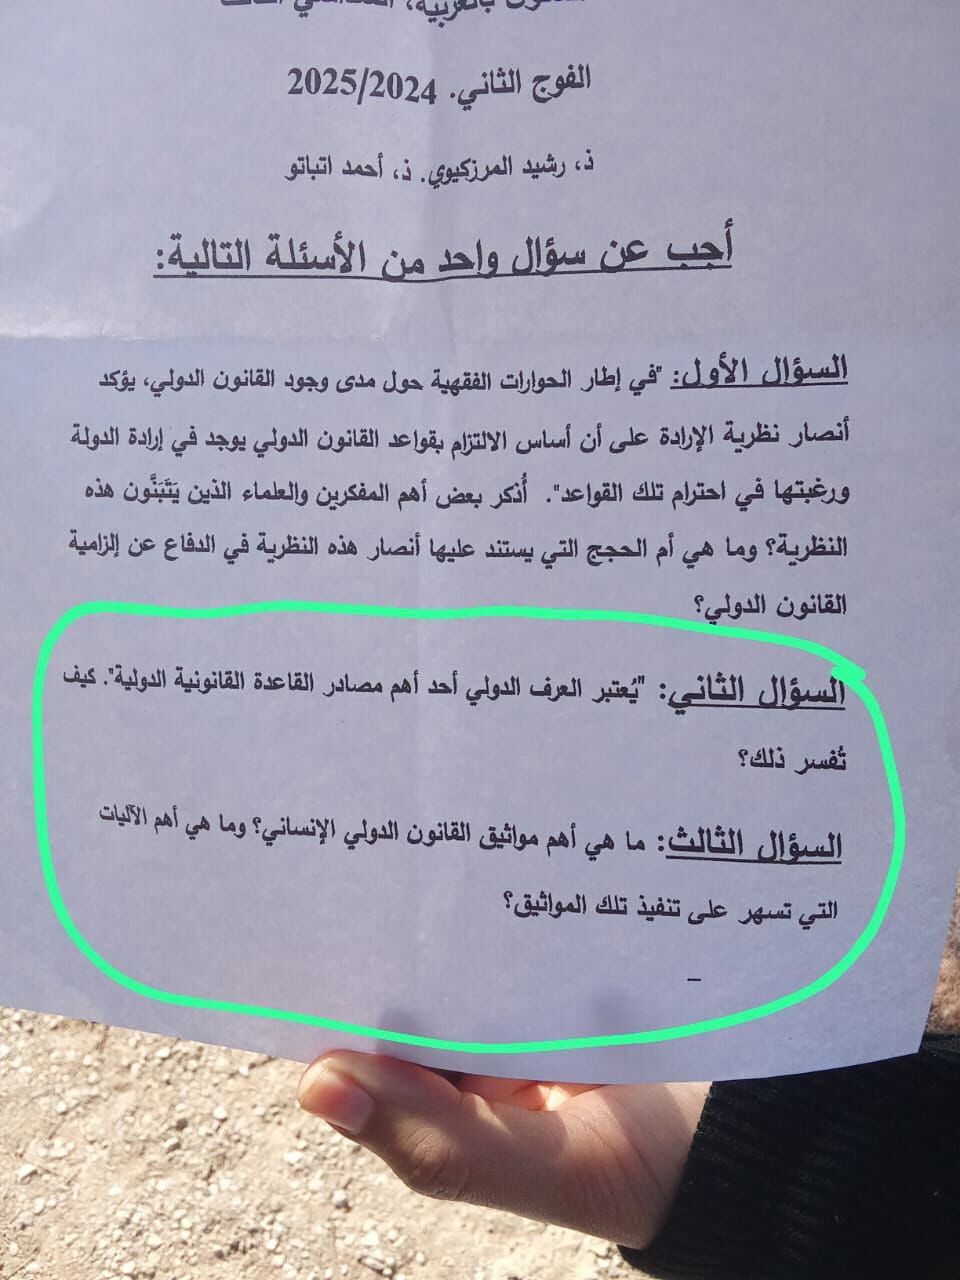 الفوج الثاني. 2025/2024
ذ، رشيد المرزكيوي. ذ، أحمد اتباتو
أجب عن سؤال واحد من الأسئلة التالية:
السؤال الأول: "في إطار الحوارات الفقهية حول مدى وجود القانون الدولي، يؤكد
أنصار نظرية الإرادة على أن أساس الالتزام بقواعد القانون الدولي يوجد في إرادة الدولة
ورغبتها في احترام تلك القواعد". أُذكر بعض أهم المفكرين والعلماء الذين يَتَبَنَّون هذه
النظرية؟ وما هي أم الحجج التي يستند عليها أنصار هذه النظرية في الدفاع عن إلزامية
القانون الدولي؟
السؤال الثاني: "يُعتبر العرف الدولي أحد أهم مصادر القاعدة القانونية الدولية". كيف
تُفسر ذلك؟
السؤال الثالث: ما هي أهم مواثيق القانون الدولي الإنساني؟ وما هي أهم الآليات
التي تسهر على تنفيذ تلك المواثيق؟